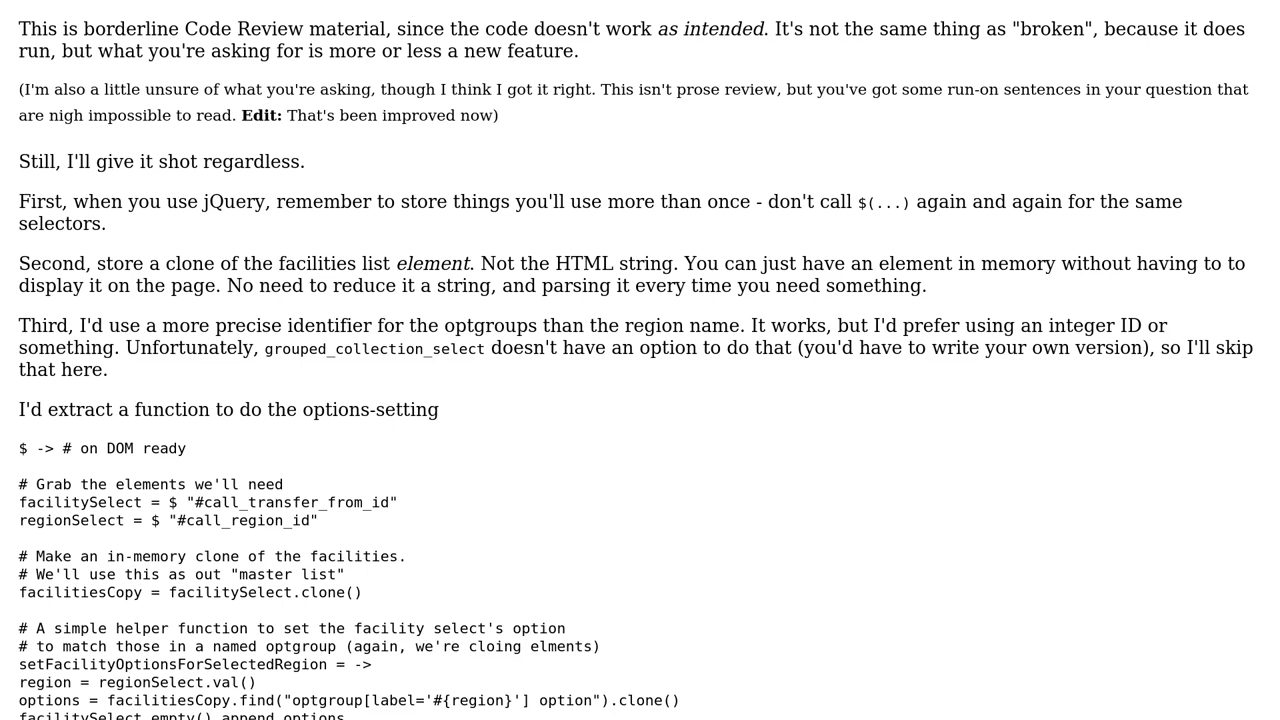 This is borderline Code Review material, since the code doesn't work as intended. It's not the same thing as "broken", because it does
run, but what you're asking for is more or less a new feature.
(I'm also a little unsure of what you're asking, though I think I got it right. This isn't prose review, but you've got some run-on sentences in your question that
are nigh impossible to read. Edit: That's been improved now)
Still, I'll give it shot regardless.
First, when you use jQuery, remember to store things you'll use more than once - don't call $(...) again and again for the same
selectors.
Second, store a clone of the facilities list element. Not the HTML string. You can just have an element in memory without having to to
display it on the page. No need to reduce it a string, and parsing it every time you need something.
Third, I'd use a more precise identifier for the optgroups than the region name. It works, but I'd prefer using an integer ID or
something. Unfortunately, grouped_collection_select doesn't have an option to do that (you'd have to write your own version), so I'll skip
that here.
I'd extract a function to do the options-setting
$ -> # on DOM ready
# Grab the elements we'll need
facilitySelect = $ "#call_transfer_from_id"
regionSelect = $ "#call_region_id"
# Make an in-memory clone of the facilities.
# We'll use this as out "master list"
facilitiesCopy = facilitySelect.clone()
# A simple helper function to set the facility select's option
# to match those in a named optgroup (again, we're cloing elments)
setFacilityOptionsForSelectedRegion = ->
region = regionSelect.val()
options = facilitiesCopy.find("optgroup[label='#{region}'] option").clone()
facilitySelect.empty().append options